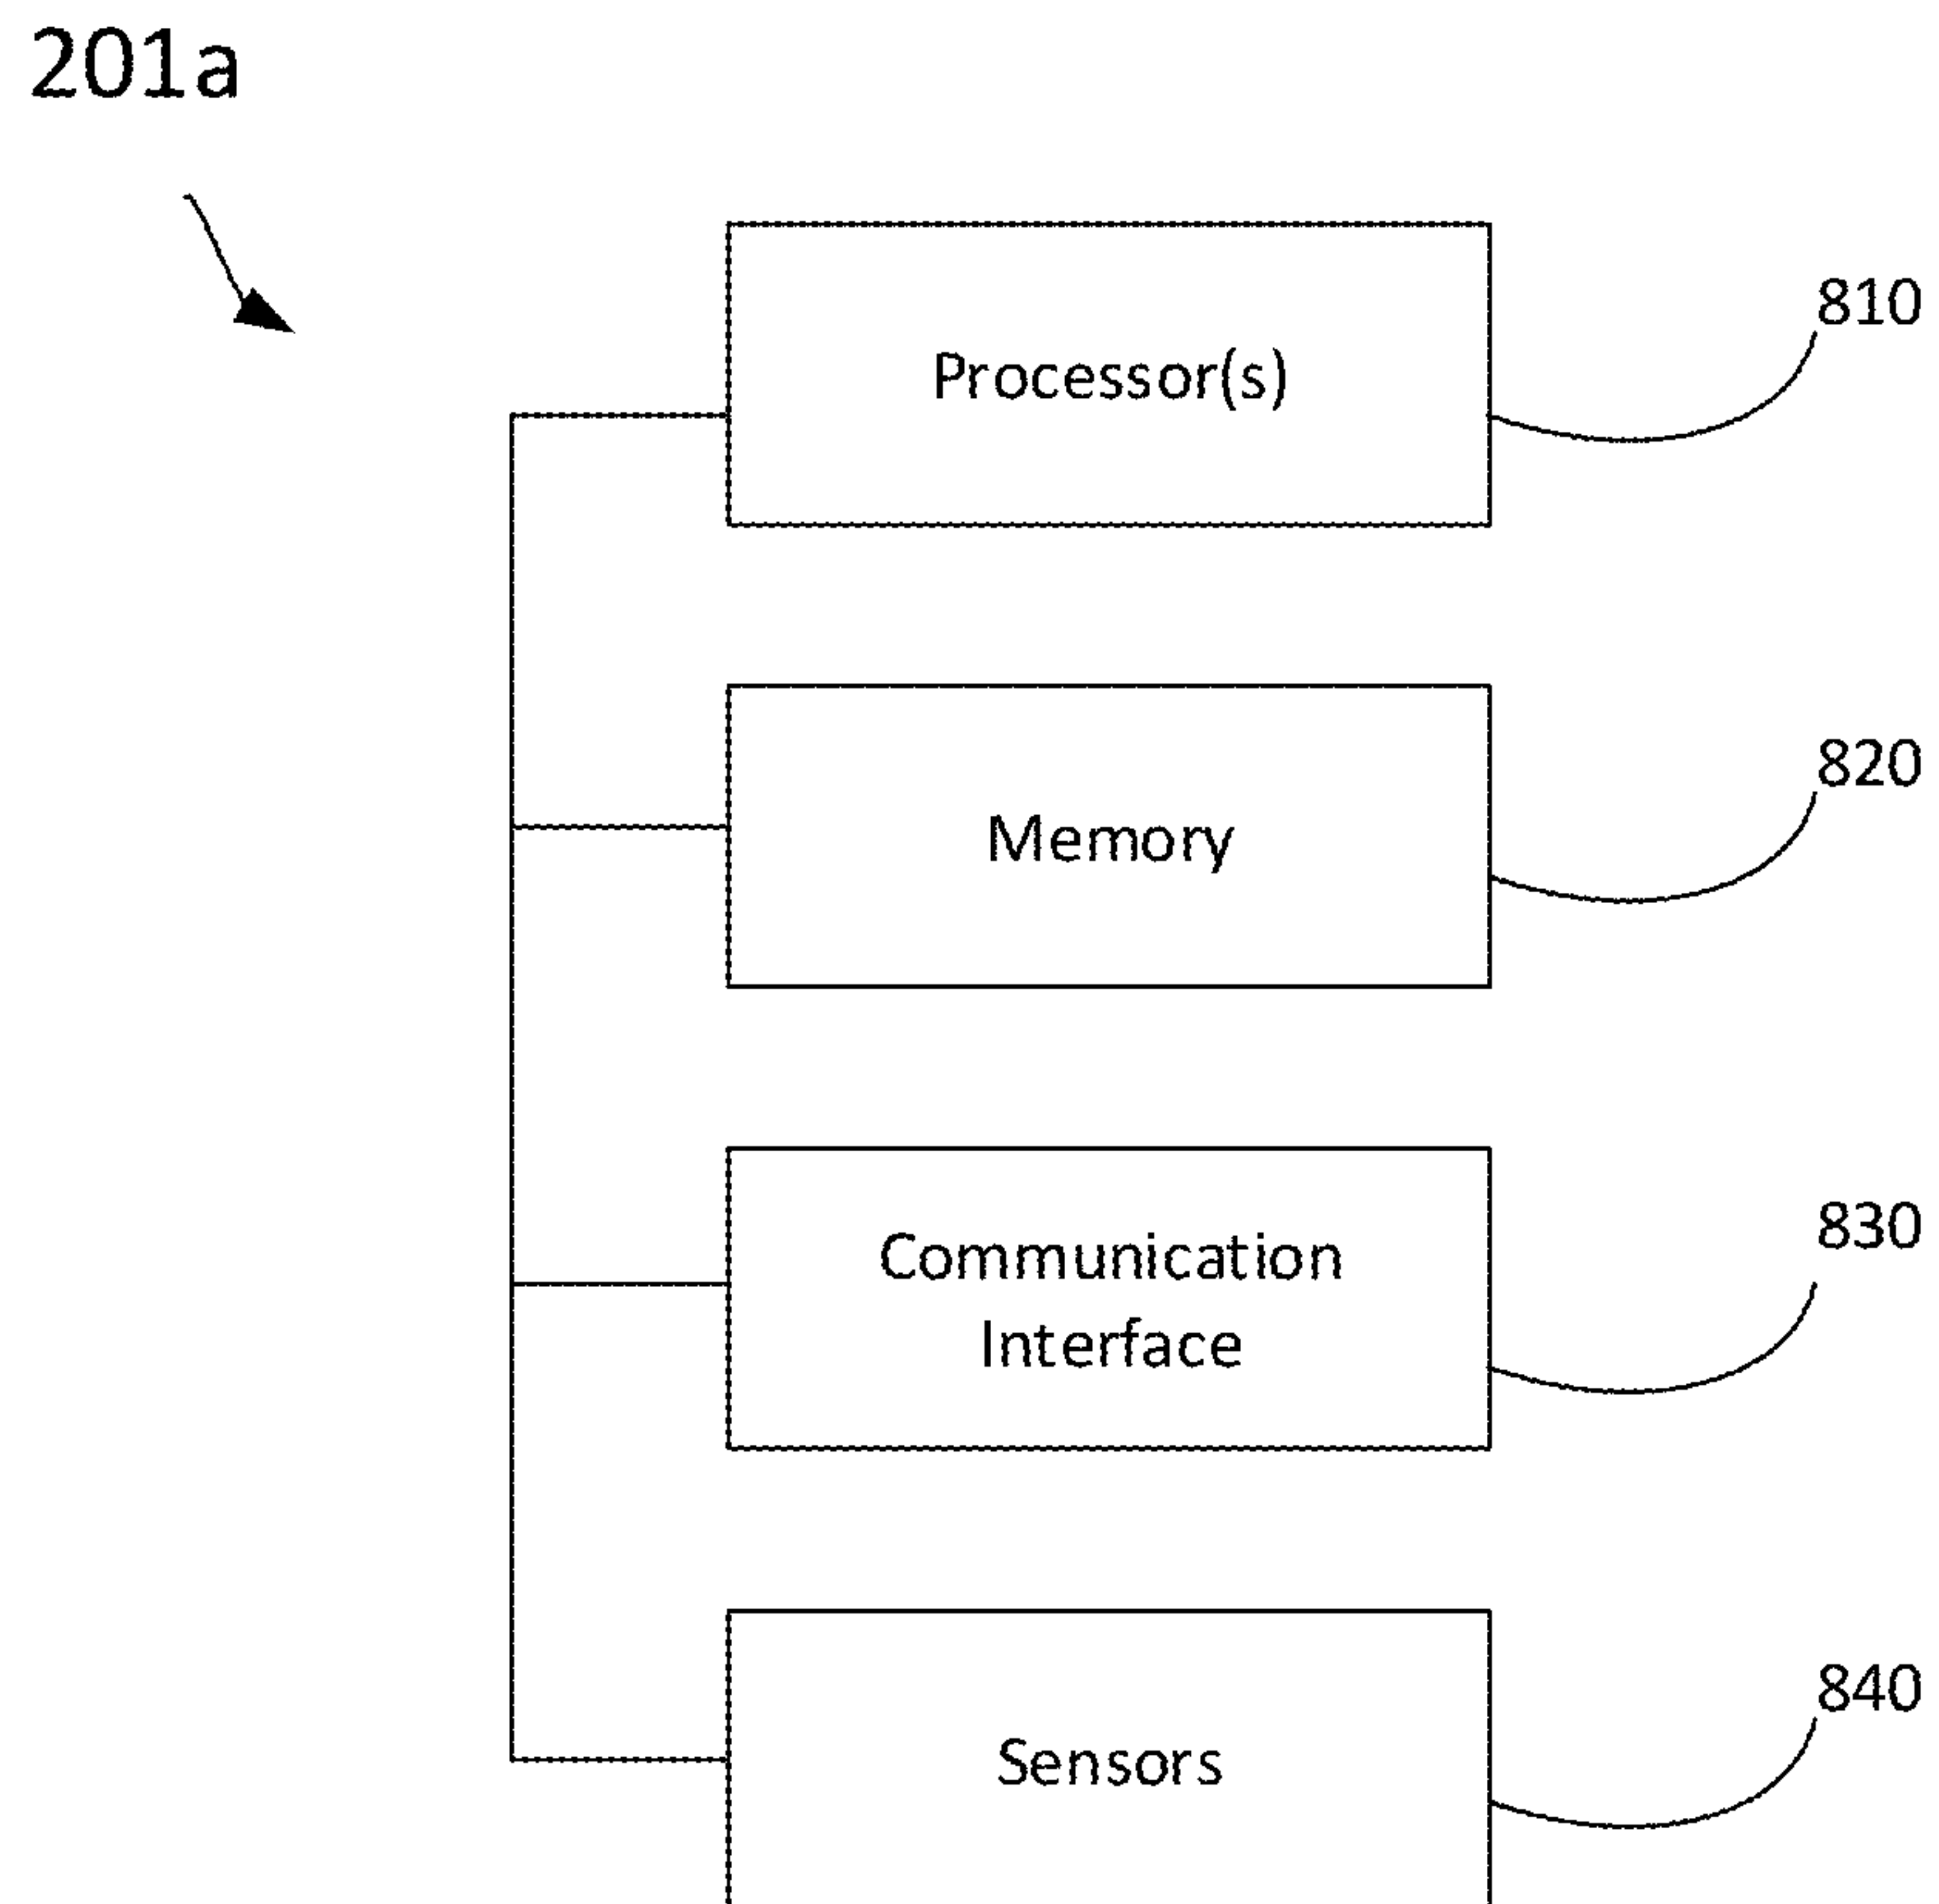 201a
Processor(s)
810
Memory
820
Communication
Interface
830
Sensors
840